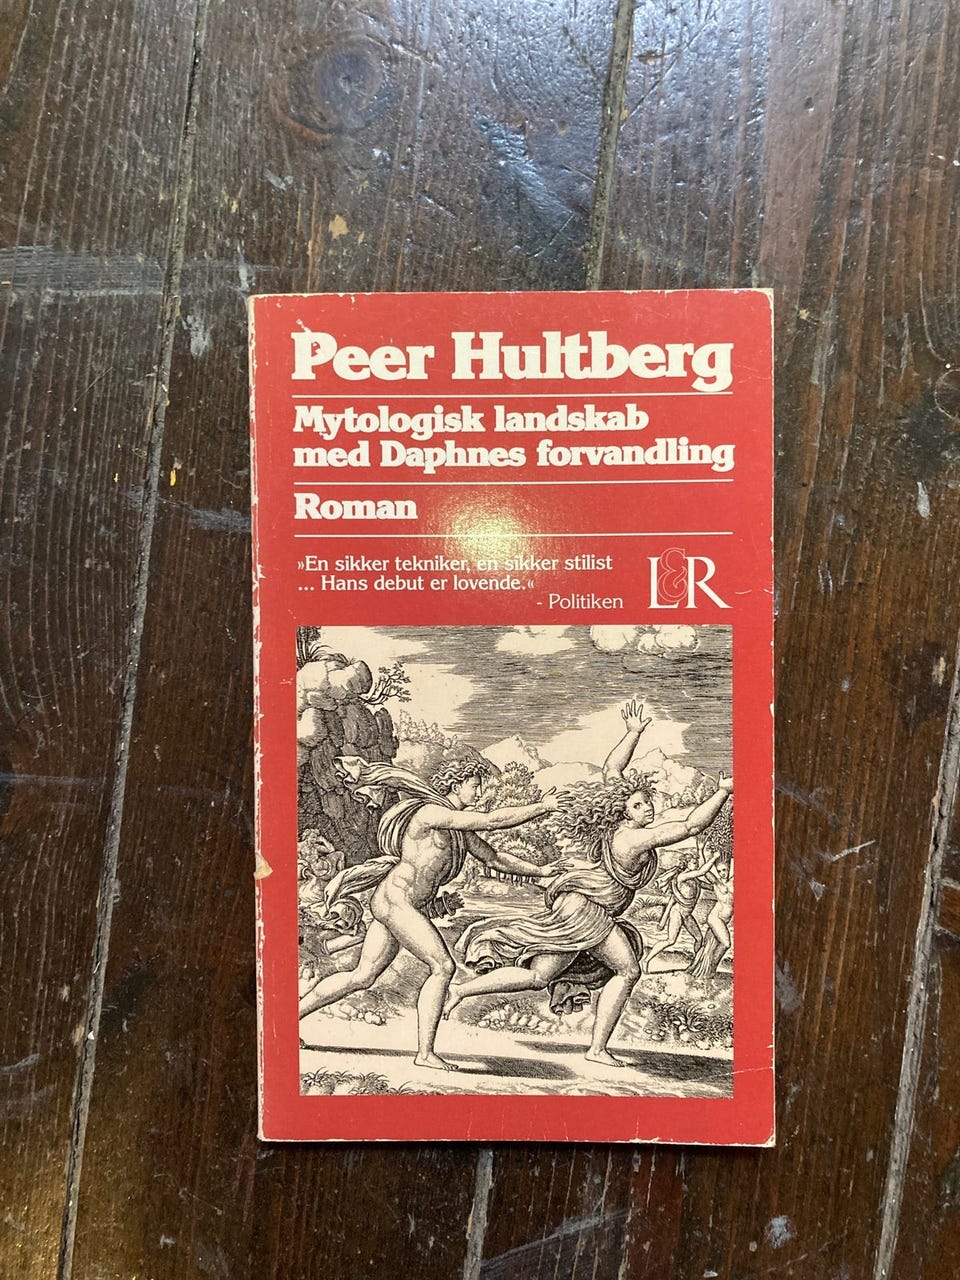 Peer Hultberg
Mytologisk landskab
med Daphnes forvandling
Roman
»En sikker tekniker, en sikker stilist
... Hans debut er lovende.«
- Politiken
L&R